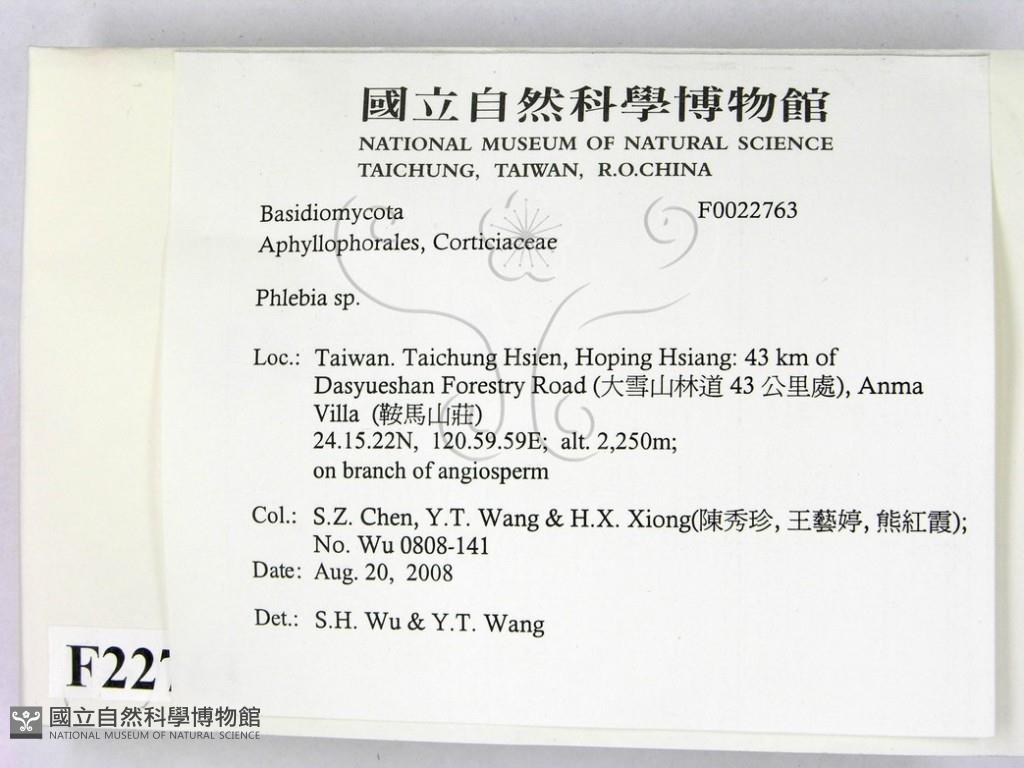 國立自然科學博物館
NATIONAL MUSEUM OF NATURAL SCIENCE
TAICHUNG, TAIWAN, R.O.CHINA
Basidiomycota F0022763
Aphyllophorales, Corticiaceae
Phlebia sp.
Loc.: Taiwan. Taichung Hsien, Hoping Hsiang: 43 km of
Dasyueshan Forestry Road (大雪山林道 43 公里處), Anma
Villa (鞍馬山莊)
24.15.22N, 120.59.59E; alt. 2,250m;
on branch of angiosperm
Col.: S.Z. Chen, Y.T. Wang & H.X. Xiong(陳秀珍, 王藝婷, 熊紅霞);
No. Wu 0808-141
Date: Aug. 20, 2008
Det.: S.H. Wu & Y.T. Wang
F227
國立自然科學博物館
NATIONAL MUSEUM OF NATURAL SCIENCE